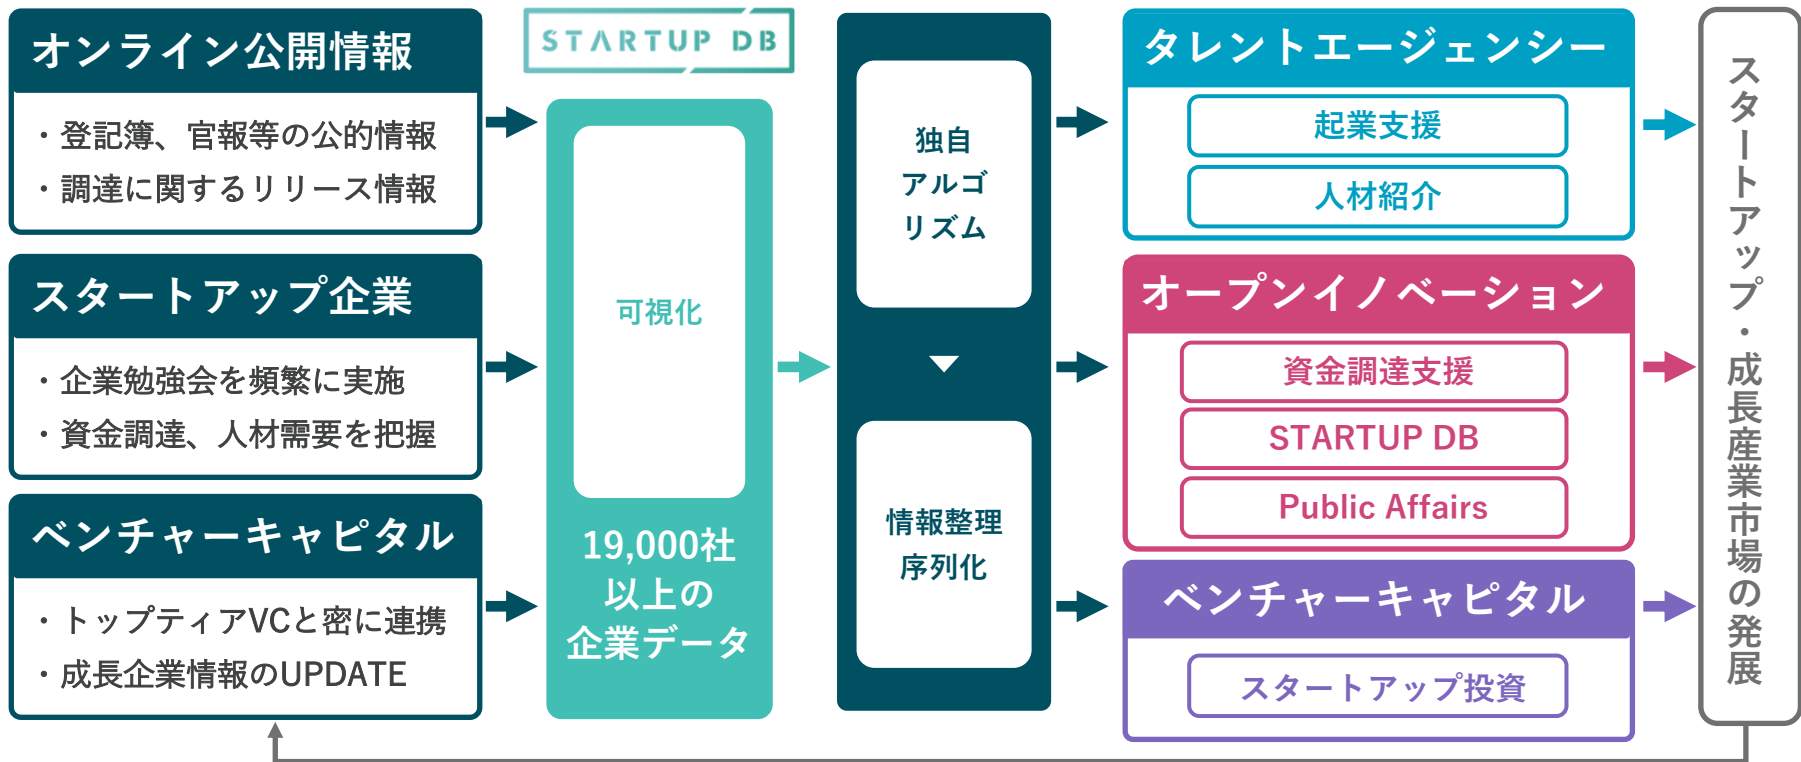 オンライン公開情報
・登記簿、官報等の公的情報
・調達に関するリリース情報
スタートアップ企業
・企業勉強会を頻繁に実施
・資金調達、人材需要を把握
ベンチャーキャピタル
・トップティアVCと密に連携
・成長企業情報のUPDATE
STARTUP DB
可視化
19,000社
以上の
企業データ
独自
アルゴ
リズム
情報整理
序列化
タレントエージェンシー
起業支援
人材紹介
オープンイノベーション
資金調達支援
STARTUP DB
Public Affairs
ベンチャーキャピタル
スタートアップ投資
スタートアップ・成長産業市場の発展